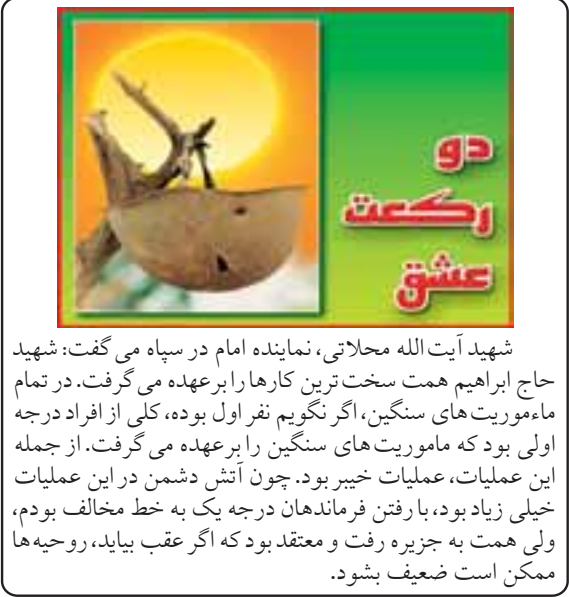 دو
رکعت
عشق
شهید آیت‌الله محلاتی، نماینده امام در سپاه می‌گفت: شهید
حاج ابراهیم همت سخت‌ترین کارها را برعهده می‌گرفت. در تمام
ماءموریت‌های سنگین، اگر نگویم نفر اول بوده، کلی از افراد درجه
اولی بود که ماموریت‌های سنگین را برعهده می‌گرفت. از جمله
این عملیات، عملیات خیبر بود. چون آتش دشمن در این عملیات
خیلی زیاد بود، با رفتن فرماندهان درجه یک به خط مخالف بودم،
ولی همت به جزیره رفت و معتقد بود که اگر عقب بیاید، روحیه‌ها
ممکن است ضعیف بشود.